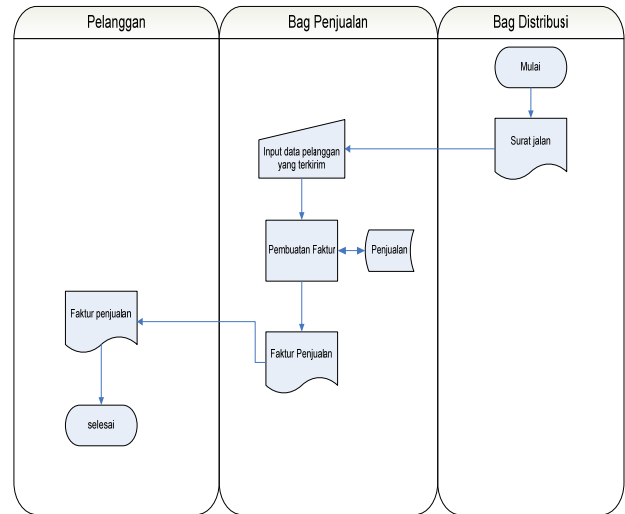 Pelanggan
Bag Penjualan
Bag Distribusi
Mulai
Surat jalan
Input data pelanggan
yang terkirim
Pembuatan Faktur
Penjualan
Faktur penjualan
Faktur Penjualan
selesai